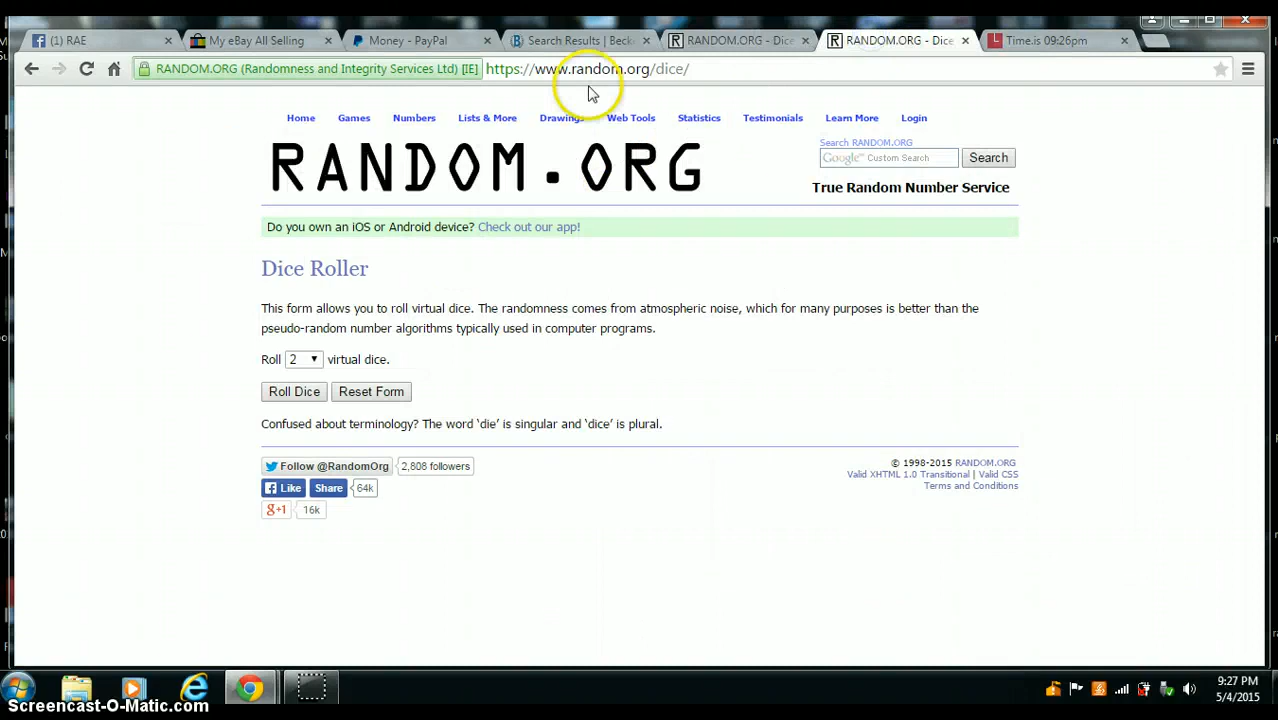 (1) RAE
My eBay All Selling
Money - PayPal
Search Results | Beck
RANDOM.ORG - Dice
RANDOM.ORG - Dice
Time.is 09:26pm
RANDOM.ORG (Randomness and Integrity Services Ltd) [IE] https://www.random.org/dice/
Home Games Numbers Lists & More Drawings Web Tools Statistics Testimonials Learn More Login
RANDOM.ORG
Search RANDOM.ORG
Google™ Custom Search Search
True Random Number Service
Do you own an iOS or Android device? Check out our app!
Dice Roller
This form allows you to roll virtual dice. The randomness comes from atmospheric noise, which for many purposes is better than the
pseudo-random number algorithms typically used in computer programs.
Roll 2 virtual dice.
Roll Dice Reset Form
Confused about terminology? The word ‘die’ is singular and ‘dice’ is plural.
Follow @RandomOrg 2,808 followers
Like Share 64k
g+1 16k
© 1998-2015 RANDOM.ORG
Valid XHTML 1.0 Transitional | Valid CSS
Terms and Conditions
9:27 PM
5/4/2015
Screencast-O-Matic.com